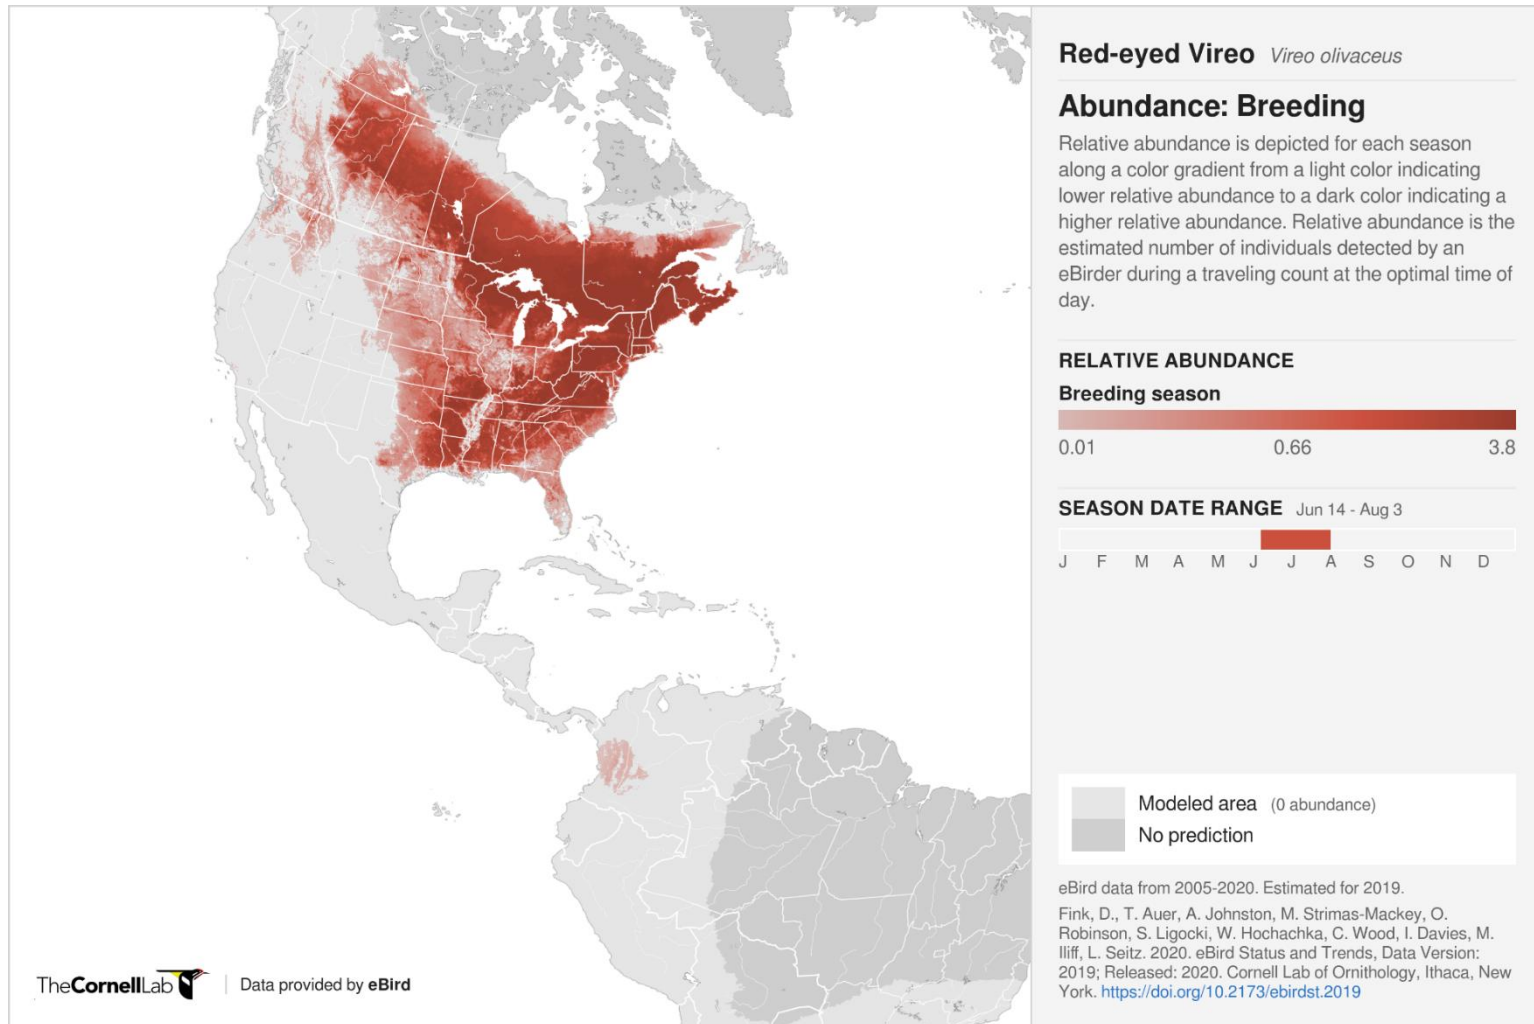 Red-eyed Vireo Vireo olivaceus
Abundance: Breeding
Relative abundance is depicted for each season
along a color gradient from a light color indicating
lower relative abundance to a dark color indicating a
higher relative abundance. Relative abundance is the
estimated number of individuals detected by an
eBirder during a traveling count at the optimal time of
day.
RELATIVE ABUNDANCE
Breeding season
0.01 0.66 3.8
SEASON DATE RANGE Jun 14 - Aug 3
J F M A M J J A S O N D
Modeled area (0 abundance)
No prediction
eBird data from 2005-2020. Estimated for 2019.
Fink, D., T. Auer, A. Johnston, M. Strimas-Mackey, O.
Robinson, S. Ligocki, W. Hochachka, C. Wood, I. Davies, M.
Iliff, L. Seitz. 2020. eBird Status and Trends, Data Version:
2019; Released: 2020. Cornell Lab of Ornithology, Ithaca, New
York. https://doi.org/10.2173/ebirdst.2019
TheCornellLab Data provided by eBird